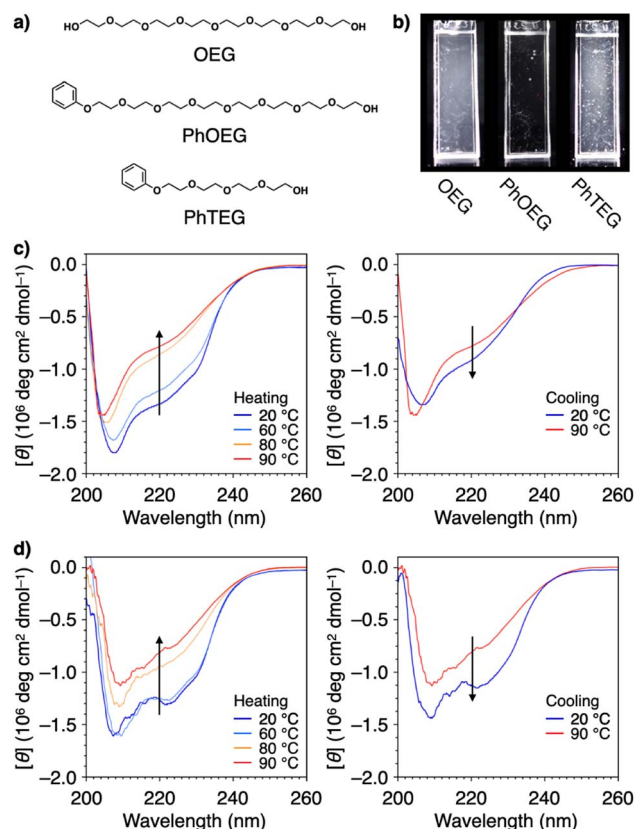 a)
HO O O O O O O O OH
OEG
O O O O O O O O OH
PhOEG
O O O O OH
PhTEG
b)
OEG
PhOEG
PhTEG
c)
0.0
−0.5
−1.0
−1.5
−2.0
[θ] (10⁶ deg cm² dmol⁻¹)
Heating
20 °C
60 °C
80 °C
90 °C
200 220 240 260
Wavelength (nm)
0.0
−0.5
−1.0
−1.5
−2.0
[θ] (10⁶ deg cm² dmol⁻¹)
Cooling
20 °C
90 °C
200 220 240 260
Wavelength (nm)
d)
0.0
−0.5
−1.0
−1.5
−2.0
[θ] (10⁶ deg cm² dmol⁻¹)
Heating
20 °C
60 °C
80 °C
90 °C
200 220 240 260
Wavelength (nm)
0.0
−0.5
−1.0
−1.5
−2.0
[θ] (10⁶ deg cm² dmol⁻¹)
Cooling
20 °C
90 °C
200 220 240 260
Wavelength (nm)